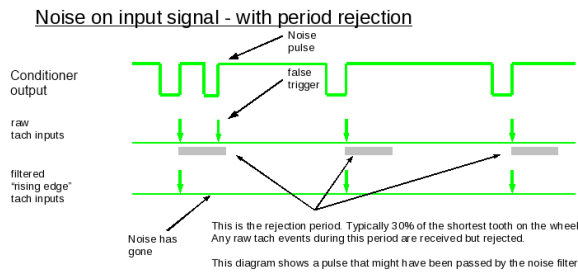 Noise on input signal - with period rejection
Noise
pulse
Conditioner
output
false
trigger
raw
tach inputs
filtered
“rising edge”
tach inputs
Noise has
gone
This is the rejection period. Typically 30% of the shortest tooth on the wheel
Any raw tach events during this period are received but rejected.
This diagram shows a pulse that might have been passed by the noise filter